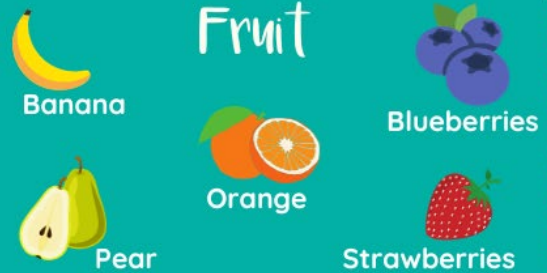 Fruit
Banana
Blueberries
Orange
Pear
Strawberries